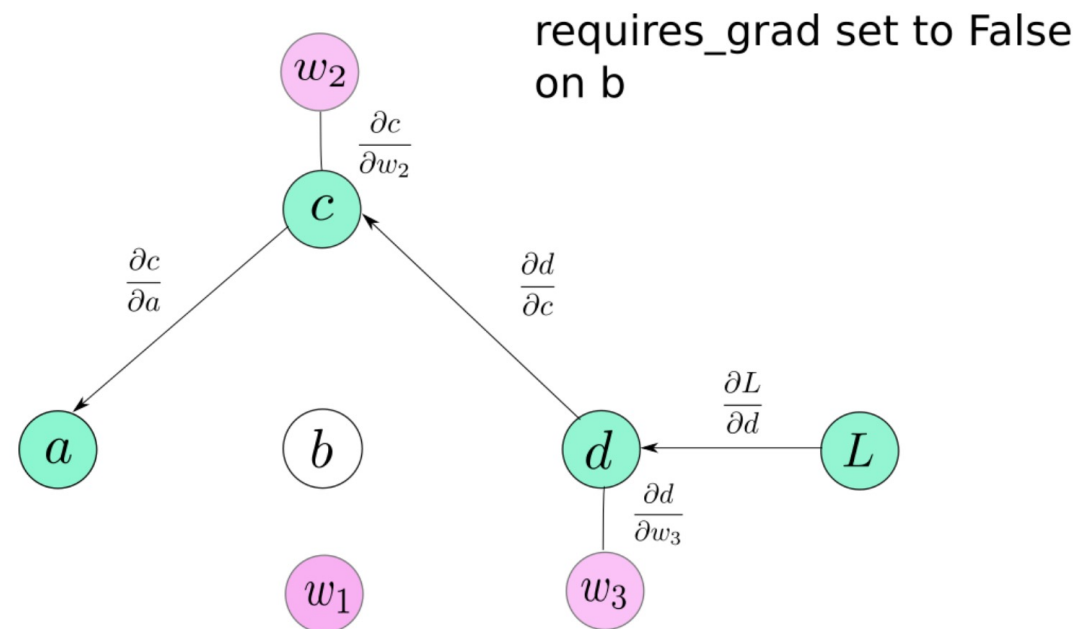 requires_grad set to False
on b
w₂
∂c
∂w₂
c
∂c
∂a
∂d
∂c
∂L
∂d
a
b
d
L
∂d
∂w₃
w₁
w₃